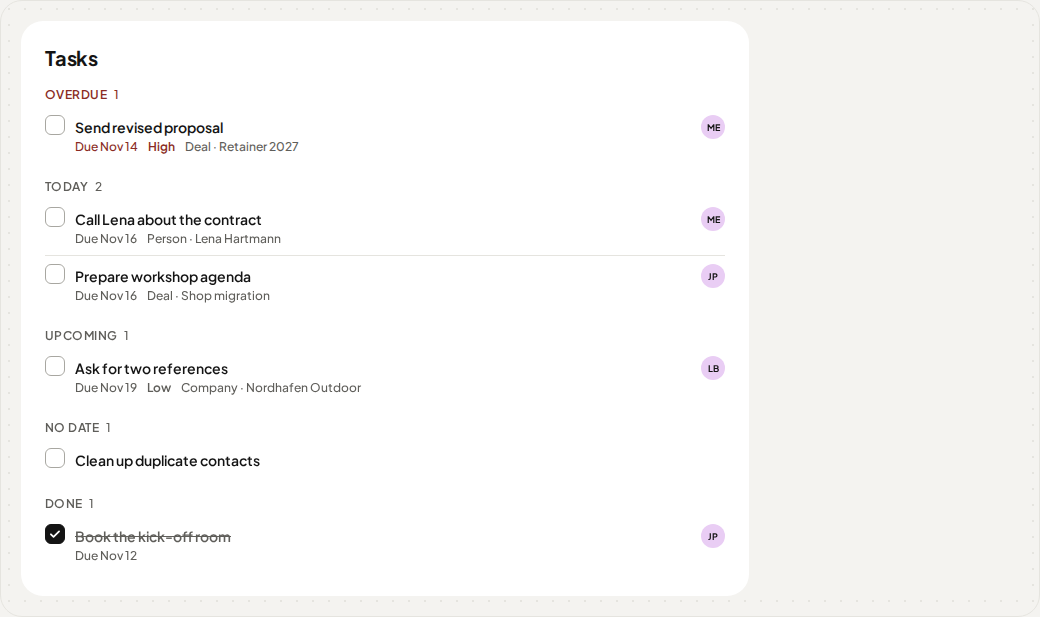 Tasks
OVERDUE 1
Send revised proposal
ME
Due Nov 14 High Deal · Retainer 2027
TODAY 2
Call Lena about the contract
ME
Due Nov 16 Person · Lena Hartmann
Prepare workshop agenda
JP
Due Nov 16 Deal · Shop migration
UPCOMING 1
Ask for two references
LB
Due Nov 19 Low Company · Nordhafen Outdoor
NO DATE 1
Clean up duplicate contacts
DONE 1
Book the kick-off room
JP
Due Nov 12